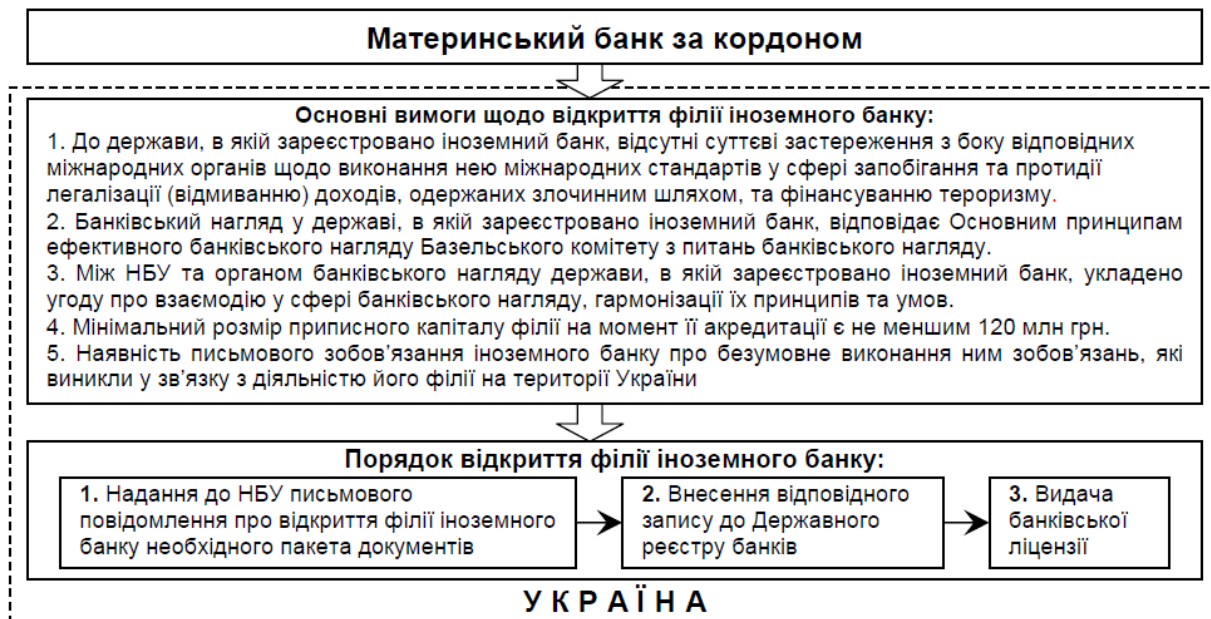 Материнський банк за кордоном
Основні вимоги щодо відкриття філії іноземного банку:
1. До держави, в якій зареєстровано іноземний банк, відсутні суттєві застереження з боку відповідних
міжнародних органів щодо виконання нею міжнародних стандартів у сфері запобігання та протидії
легалізації (відмиванню) доходів, одержаних злочинним шляхом, та фінансуванню тероризму.
2. Банківський нагляд у державі, в якій зареєстровано іноземний банк, відповідає Основним принципам
ефективного банківського нагляду Базельського комітету з питань банківського нагляду.
3. Між НБУ та органом банківського нагляду держави, в якій зареєстровано іноземний банк, укладено
угоду про взаємодію у сфері банківського нагляду, гармонізації їх принципів та умов.
4. Мінімальний розмір приписного капіталу філії на момент її акредитації є не меншим 120 млн грн.
5. Наявність письмового зобов’язання іноземного банку про безумовне виконання ним зобов’язань, які
виникли у зв’язку з діяльністю його філії на території України
Порядок відкриття філії іноземного банку:
1. Надання до НБУ письмового
повідомлення про відкриття філії іноземного
банку необхідного пакета документів
2. Внесення відповідного
запису до Державного
реєстру банків
3. Видача
банківської
ліцензії
УКРАЇНА